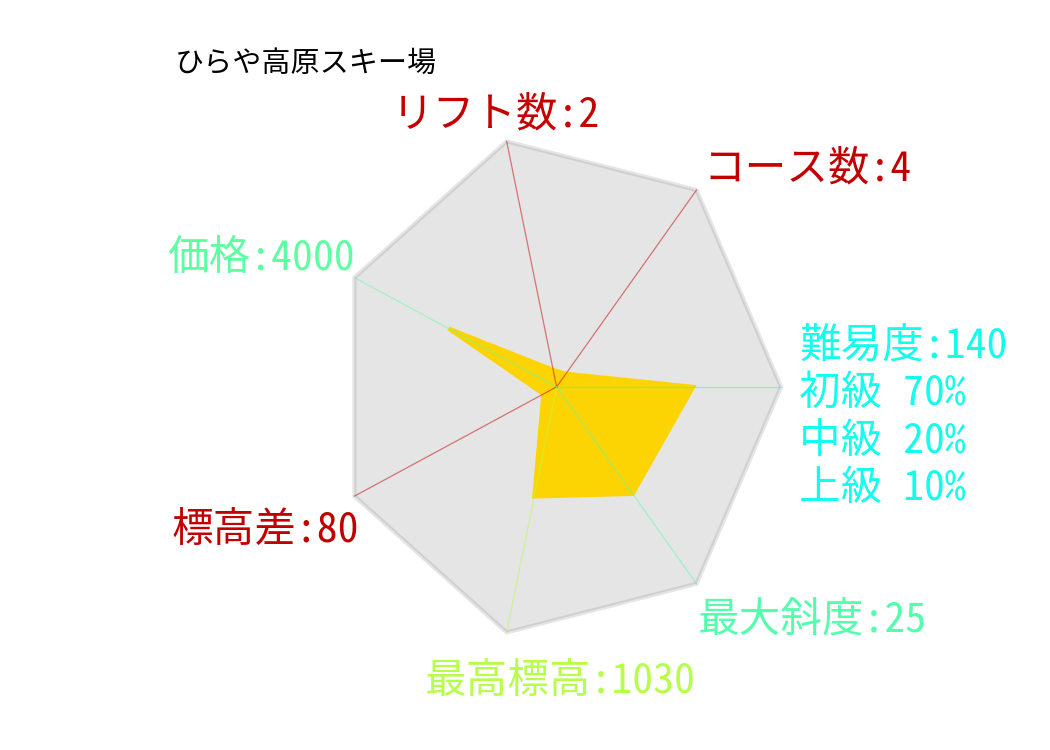 ひらや高原スキー場
リフト数:2
コース数:4
価格:4000
難易度:140
初級 70%
中級 20%
上級 10%
標高差:80
最大斜度:25
最高標高:1030